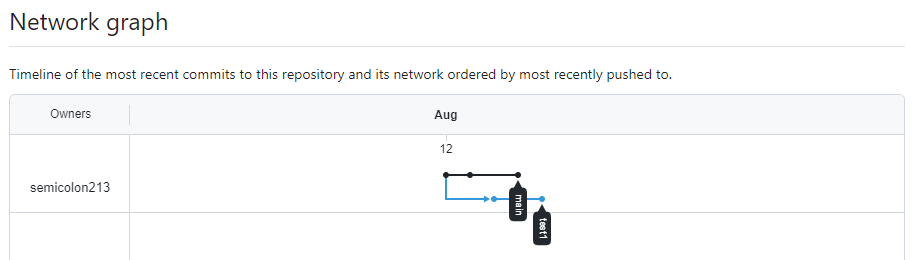 Network graph
Timeline of the most recent commits to this repository and its network ordered by most recently pushed to.
Owners
Aug
12
semicolon213
main
test1